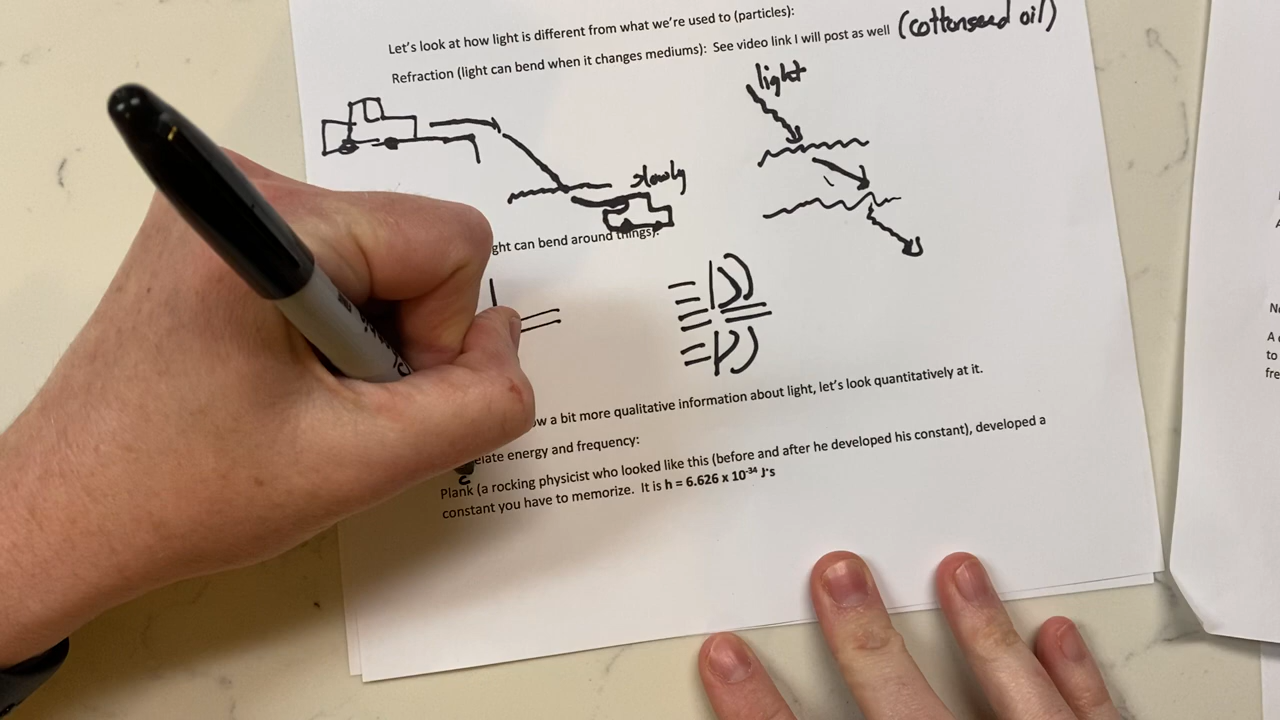 Let's look at how light is different from what we're used to (particles):
Refraction (light can bend when it changes mediums): See video link I will post as well (cottonseed oil)
light
slowly
can bend around things):
a bit more qualitative information about light, let's look quantitatively at it.
energy and frequency:
c
Plank (a rocking physicist who looked like this (before and after he developed his constant), developed a
constant you have to memorize. It is h = 6.626 x 10⁻³⁴ J·s
A
to
fre